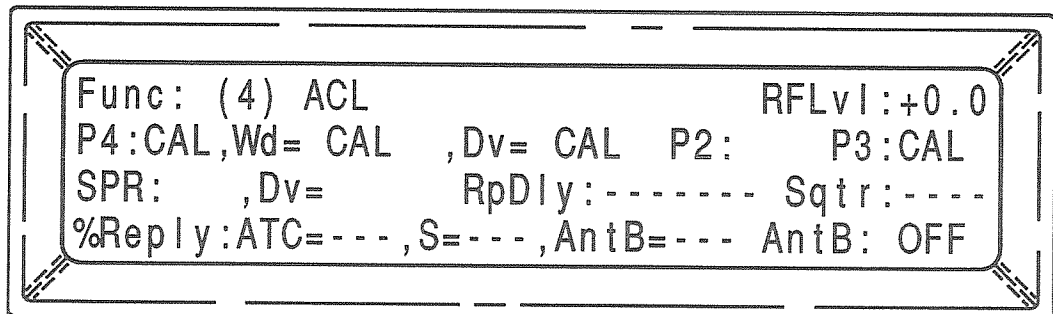 Func: (4) ACL RFLvl:+0.0
P4:CAL,Wd= CAL ,Dv= CAL P2: P3:CAL
SPR: ,Dv= RpDly:------- Sqtr:----
%Reply:ATC=---,S=---,AntB=--- AntB: OFF